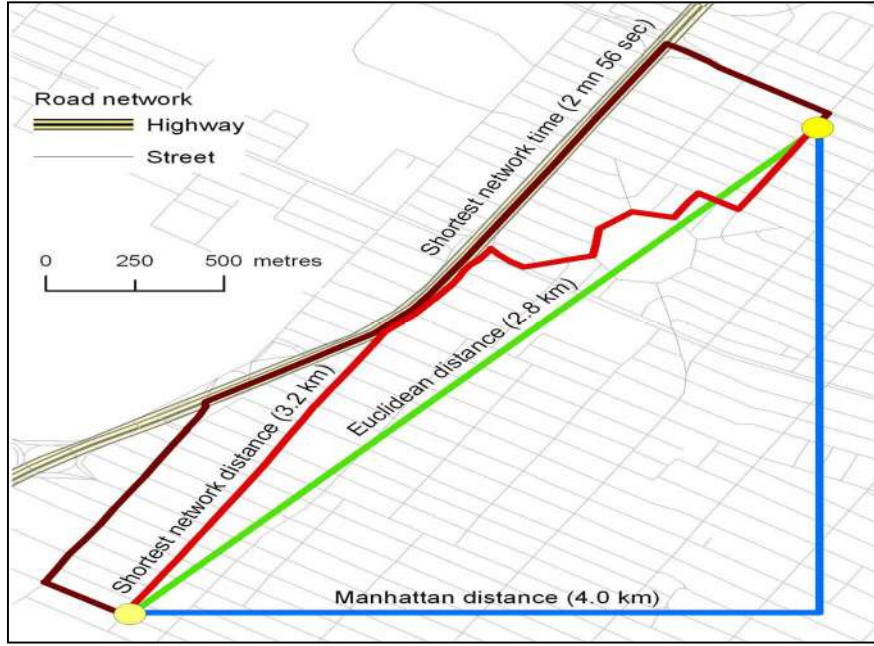 Road network
Highway
Street
0 250 500 metres
Shortest network time (2 mn 56 sec)
Euclidean distance (2.8 km)
Shortest network distance (3.2 km)
Manhattan distance (4.0 km)